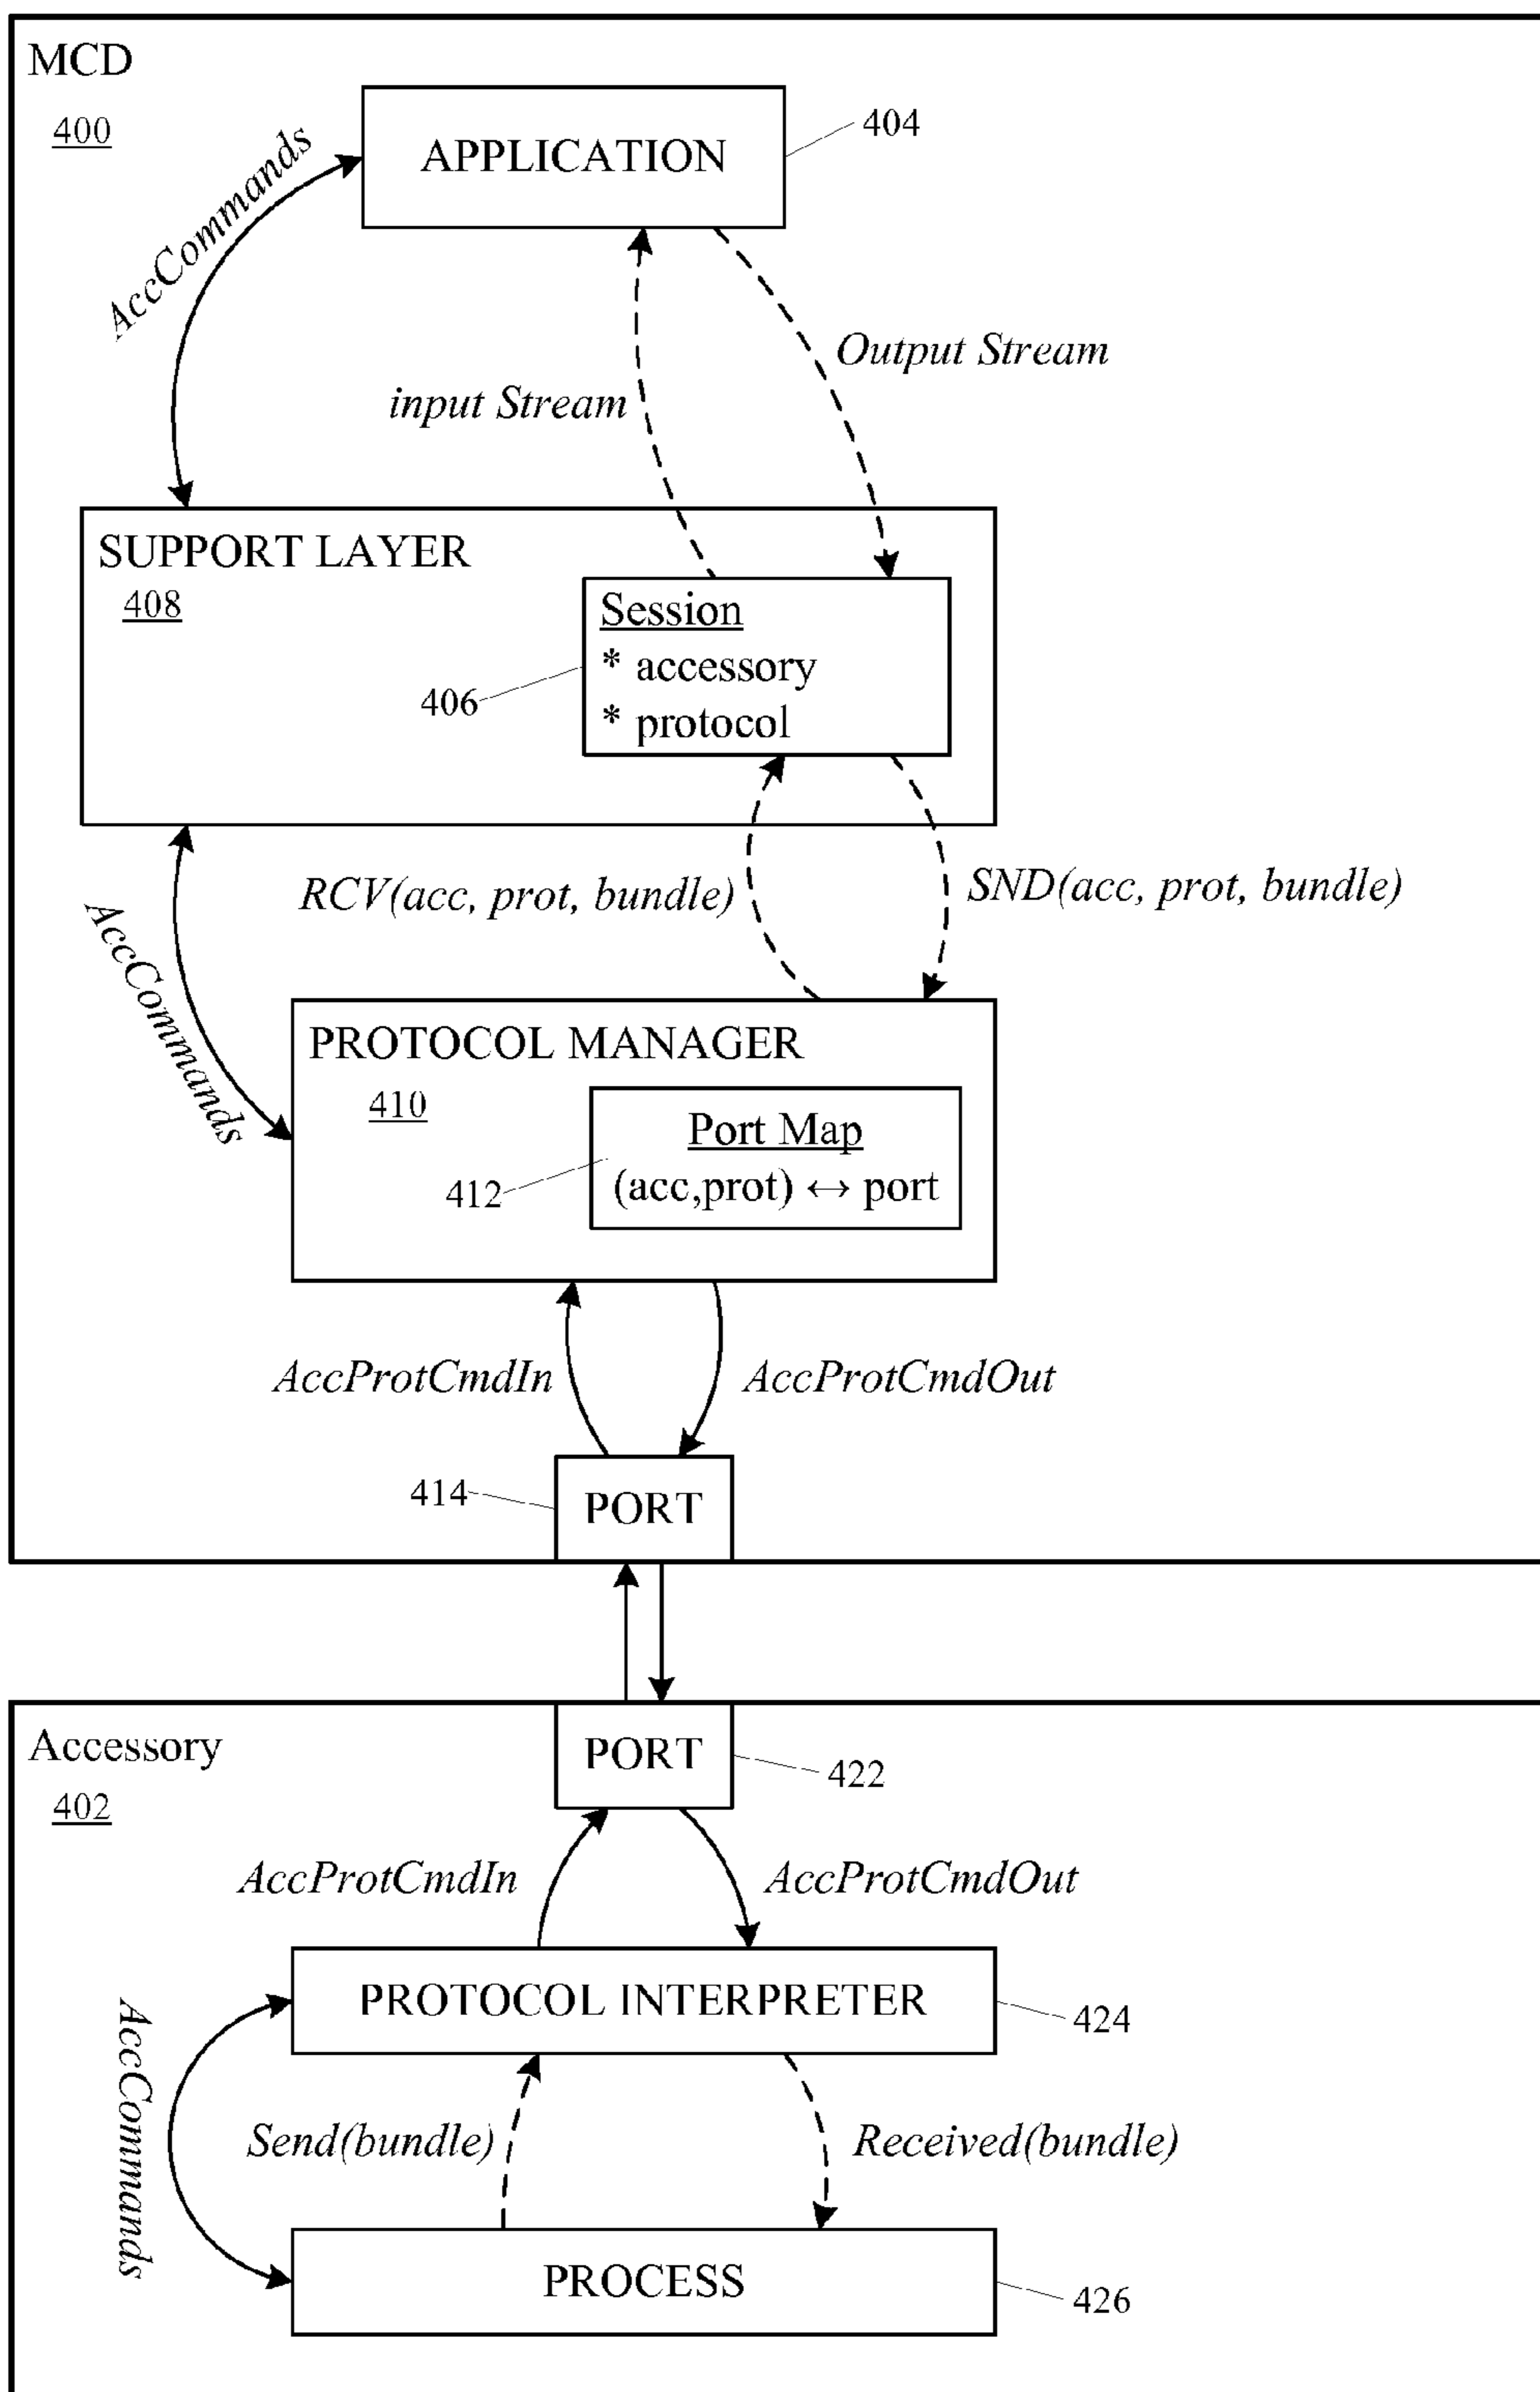 MCD
400
APPLICATION
404
AccCommands
input Stream
Output Stream
SUPPORT LAYER
408
Session
* accessory
* protocol
406
RCV(acc, prot, bundle)
SND(acc, prot, bundle)
AccCommands
PROTOCOL MANAGER
410
Port Map
(acc,prot) ↔ port
412
AccProtCmdIn
AccProtCmdOut
414
PORT
Accessory
402
PORT
422
AccProtCmdIn
AccProtCmdOut
PROTOCOL INTERPRETER
424
AccCommands
Send(bundle)
Received(bundle)
PROCESS
426